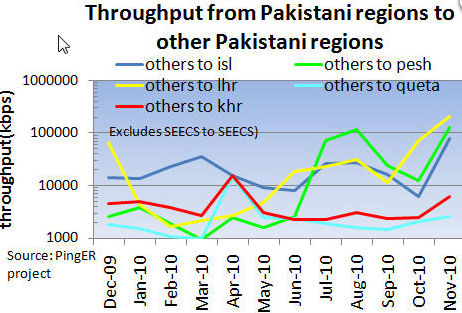 Throughput from Pakistani regions to
other Pakistani regions
others to isl
others to pesh
others to lhr
others to queta
others to khr
Excludes SEECS to SEECS)
throughput(kbps)
1000000
100000
10000
1000
Dec-09
Jan-10
Feb-10
Mar-10
Apr-10
May-10
Jun-10
Jul-10
Aug-10
Sep-10
Oct-10
Nov-10
Source: PingER
project